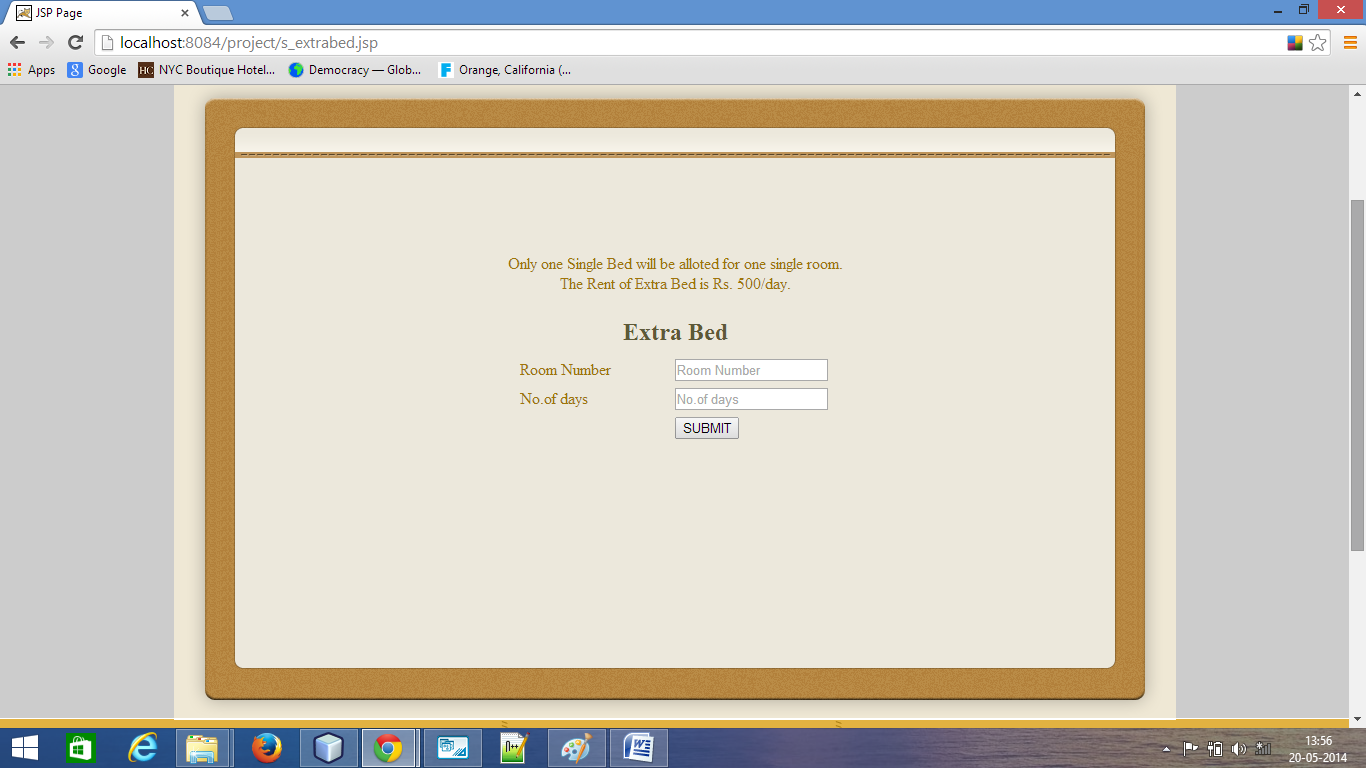 JSP Page
localhost:8084/project/s_extrabed.jsp
Apps Google HC NYC Boutique Hotel... Democracy — Glob... Orange, California (...
Only one Single Bed will be alloted for one single room.
The Rent of Extra Bed is Rs. 500/day.
Extra Bed
Room Number Room Number
No.of days No.of days
SUBMIT
13:56
20-05-2014